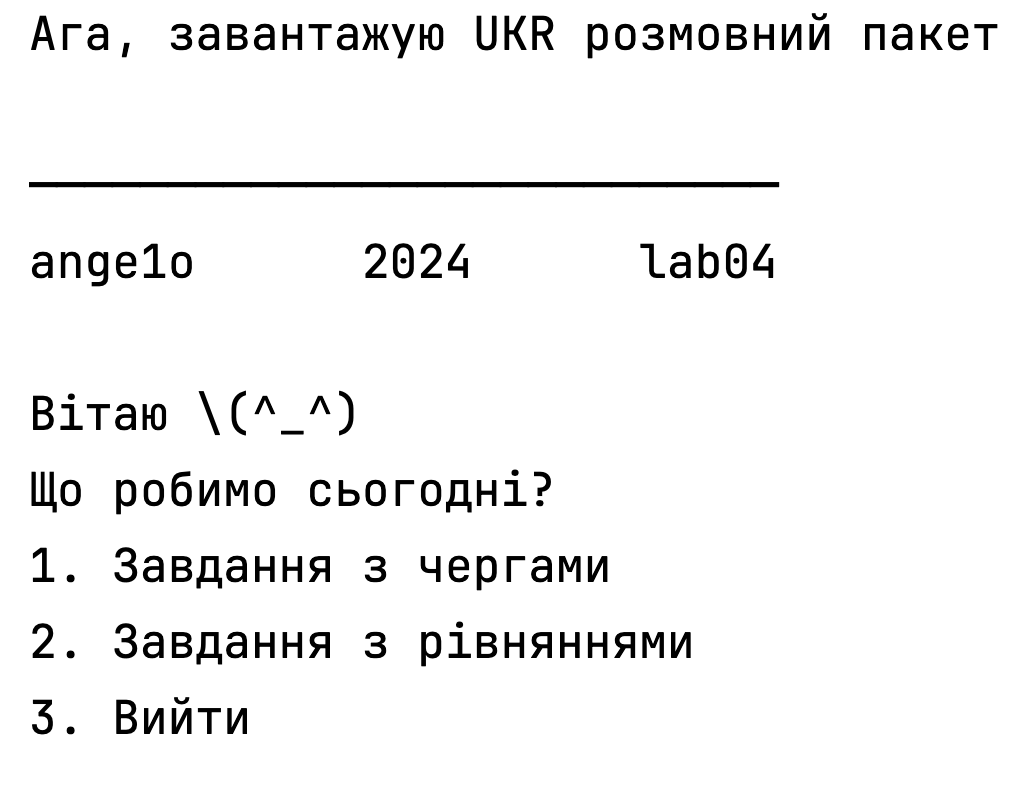 Ага, завантажую UKR розмовний пакет
___________________________
ange1o      2024      lab04
Вітаю \(^_^)
Що робимо сьогодні?
1. Завдання з чергами
2. Завдання з рівняннями
3. Вийти